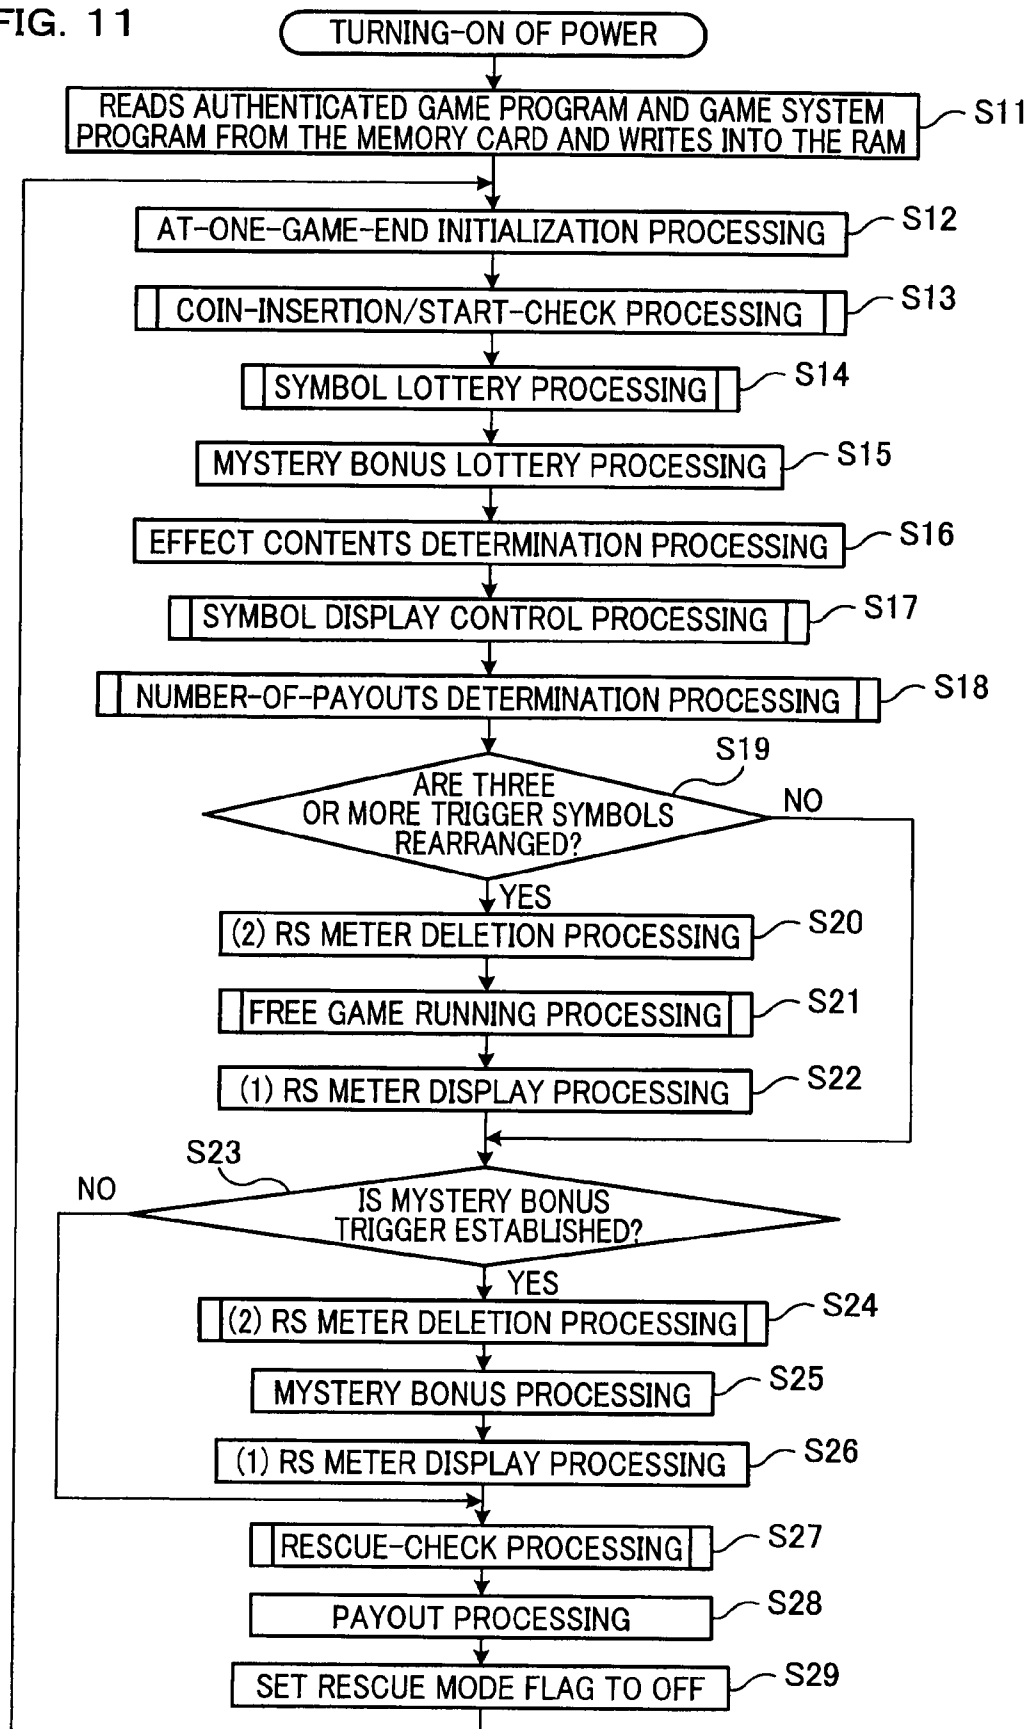 FIG. 11
TURNING-ON OF POWER
READS AUTHENTICATED GAME PROGRAM AND GAME SYSTEM
PROGRAM FROM THE MEMORY CARD AND WRITES INTO THE RAM
S11
AT-ONE-GAME-END INITIALIZATION PROCESSING
S12
COIN-INSERTION/START-CHECK PROCESSING
S13
SYMBOL LOTTERY PROCESSING
S14
MYSTERY BONUS LOTTERY PROCESSING
S15
EFFECT CONTENTS DETERMINATION PROCESSING
S16
SYMBOL DISPLAY CONTROL PROCESSING
S17
NUMBER-OF-PAYOUTS DETERMINATION PROCESSING
S18
S19
ARE THREE
OR MORE TRIGGER SYMBOLS
REARRANGED?
NO
YES
(2) RS METER DELETION PROCESSING
S20
FREE GAME RUNNING PROCESSING
S21
(1) RS METER DISPLAY PROCESSING
S22
S23
NO
IS MYSTERY BONUS
TRIGGER ESTABLISHED?
YES
(2) RS METER DELETION PROCESSING
S24
MYSTERY BONUS PROCESSING
S25
(1) RS METER DISPLAY PROCESSING
S26
RESCUE-CHECK PROCESSING
S27
PAYOUT PROCESSING
S28
SET RESCUE MODE FLAG TO OFF
S29